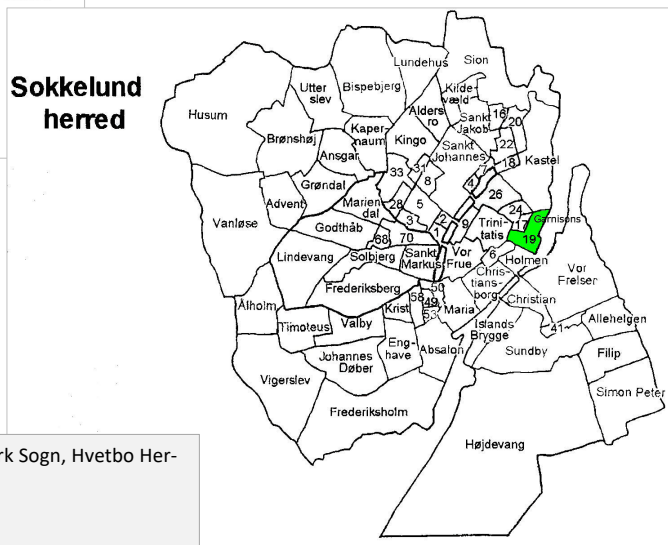 Sokkelund
herred
Husum
Utter
slev
Bispebjerg
Lundehus
Sion
Brønshøj
Ansgar
Kaper-
naum
Kingo
Alders
ro
Kilde-
væld
Sankt
Jakob
16
20
22
18
Kastel
Sankt
Johannes
7
4
26
31
8
33
28
5
Grøndal
Advent
Marien
dal
Vanløse
Godthåb
68
70
3
2
1
9
Trini-
tatis
24
17
Garnisons
19
6
Holmen
Lindevang
Solbjerg
Sankt
Markus
Vor
Frue
Chris-
tians-
borg
Vor
Frelser
Frederiksberg
50
58
49
53
Maria
Christian
Ålholm
Timoteus
Valby
Krist
Eng-
have
Absalon
Islands
Brygge
41
Allehelgen
Sundby
Filip
Johannes
Døber
Vigerslev
Simon Peter
Frederiksholm
Højdevang
rk Sogn, Hvetbo Her-